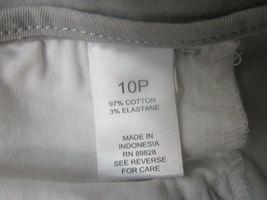 10P
97% COTTON
3% ELASTANE
MADE IN
INDONESIA
RN 89828
SEE REVERSE
FOR CARE